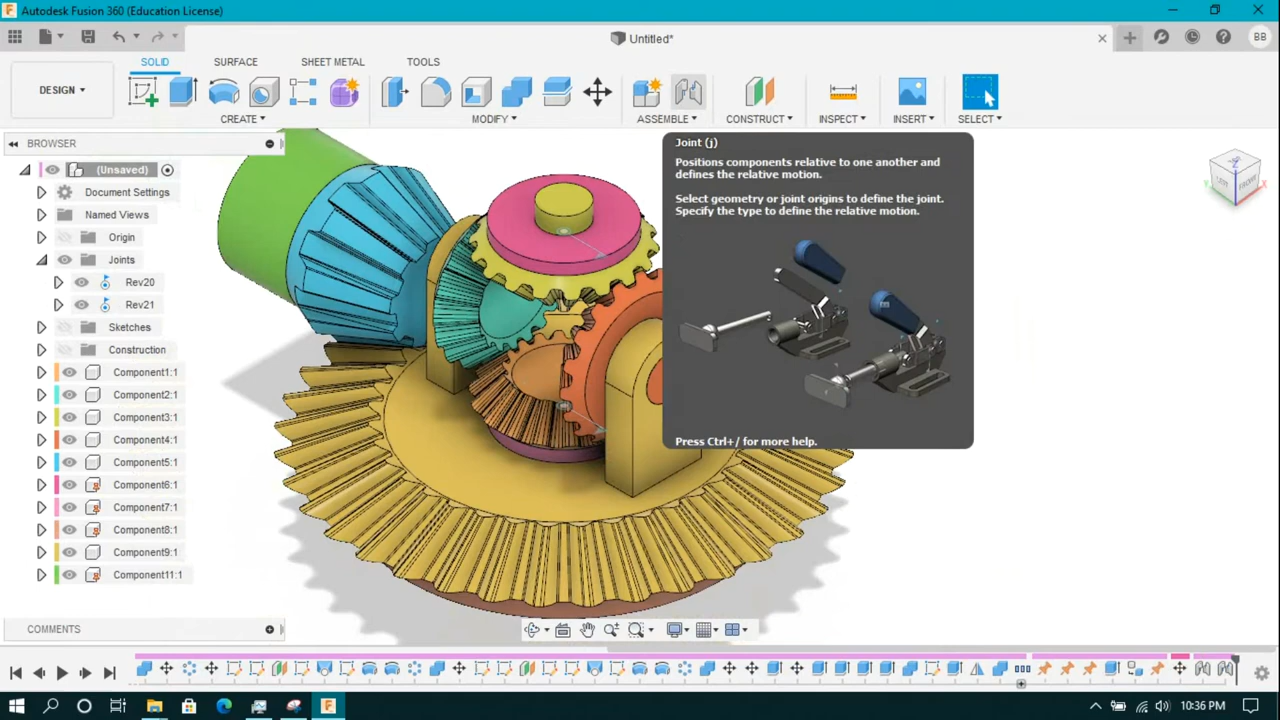 Autodesk Fusion 360 (Education License)
Untitled*
BB
DESIGN
SOLID
SURFACE
SHEET METAL
TOOLS
CREATE
MODIFY
ASSEMBLE
CONSTRUCT
INSPECT
INSERT
SELECT
BROWSER
(Unsaved)
Document Settings
Named Views
Origin
Joints
Rev20
Rev21
Sketches
Construction
Component1:1
Component2:1
Component3:1
Component4:1
Component5:1
Component6:1
Component7:1
Component8:1
Component9:1
Component11:1
Joint (j)
Positions components relative to one another and
defines the relative motion.
Select geometry or joint origins to define the joint.
Specify the type to define the relative motion.
Press Ctrl+/ for more help.
FRONT
Z
COMMENTS
10:36 PM